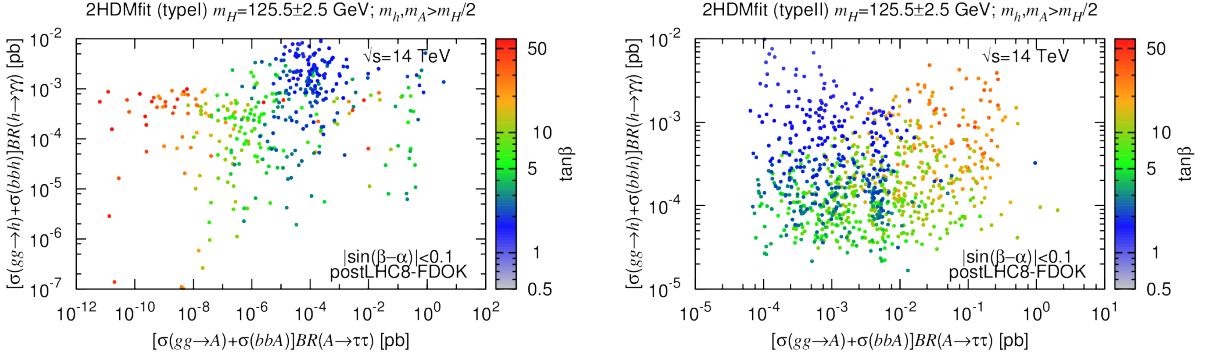 2HDMfit (typeI) m_H=125.5±2.5 GeV; m_h,m_A>m_H/2
[σ(gg→h)+σ(bbh)]BR(h→γγ) [pb]
10^-2
10^-3
10^-4
10^-5
10^-6
10^-7
√s=14 TeV
|sin(β−α)|<0.1
postLHC8-FDOK
10^-12 10^-10 10^-8 10^-6 10^-4 10^-2 10^0 10^2
[σ(gg→A)+σ(bbA)]BR(A→ττ) [pb]
50
10
5
1
0.5
tanβ
2HDMfit (typeII) m_H=125.5±2.5 GeV; m_h,m_A>m_H/2
[σ(gg→h)+σ(bbh)]BR(h→γγ) [pb]
10^-2
10^-3
10^-4
10^-5
√s=14 TeV
|sin(β−α)|<0.1
postLHC8-FDOK
10^-5 10^-4 10^-3 10^-2 10^-1 10^0 10^1
[σ(gg→A)+σ(bbA)]BR(A→ττ) [pb]
50
10
5
1
0.5
tanβ